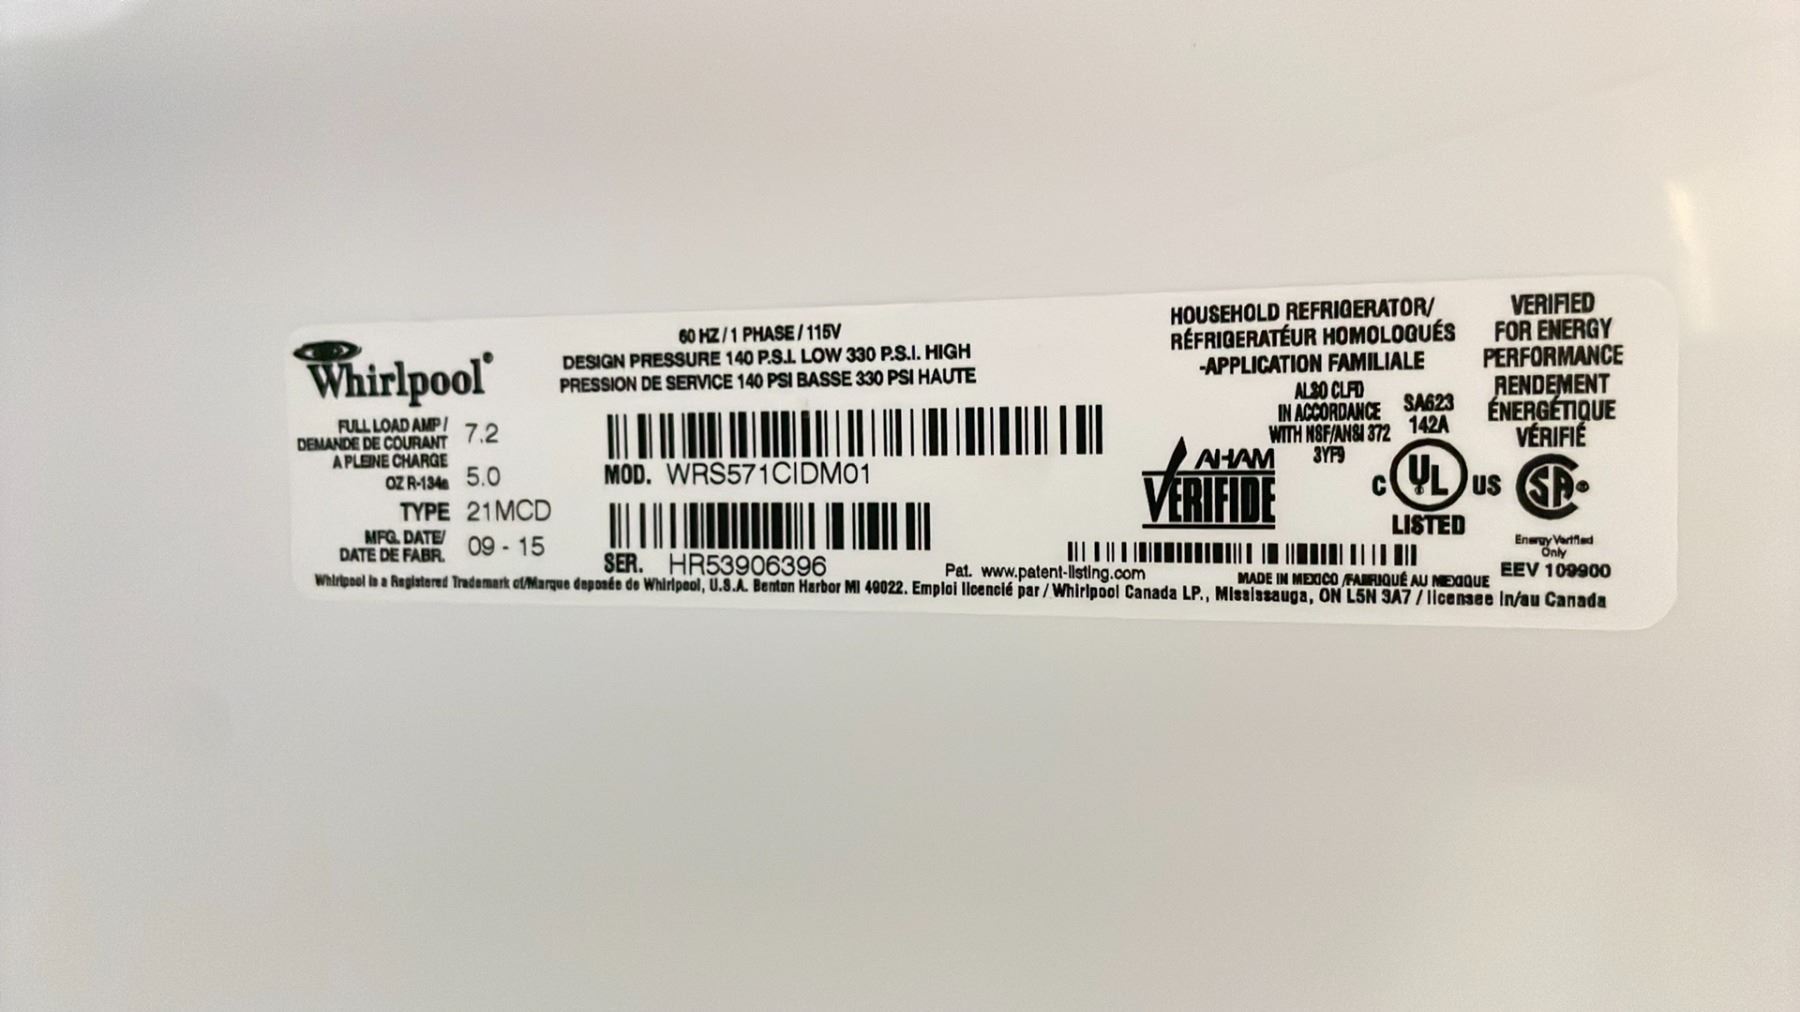 Whirlpool®
FULL LOAD AMP/
DEMANDE DE COURANT
A PLEINE CHARGE
7.2
OZ R-134a 5.0
TYPE 21MCD
MFG. DATE/
DATE DE FABR.
09 - 15
60 HZ / 1 PHASE / 115V
DESIGN PRESSURE 140 P.S.I. LOW 330 P.S.I. HIGH
PRESSION DE SERVICE 140 PSI BASSE 330 PSI HAUTE
MOD. WRS571CIDM01
SER. HR53906396
HOUSEHOLD REFRIGERATOR/
RÉFRIGERATÉUR HOMOLOQUÉS
-APPLICATION FAMILIALE
ALSO CLFD
IN ACCORDANCE
WITH NSF/ANSI 372
3YF9
SA623
142A
AHAM
VERIFIDE
C UL US
LISTED
VERIFIED
FOR ENERGY
PERFORMANCE
RENDEMENT
ÉNERGÉTIQUE
VÉRIFIÉ
SA®
Energy Verified
Only
EEV 109900
Pat. www.patent-listing.com
MADE IN MEXICO /FABRIQUÉ AU MEXIQUE
Whirlpool is a Registered Trademark of/Marque deposée de Whirlpool, U.S.A. Benton Harbor MI 49022. Emploi licencié par / Whirlpool Canada LP., Mississauga, ON L5N 3A7 / licensee in/au Canada